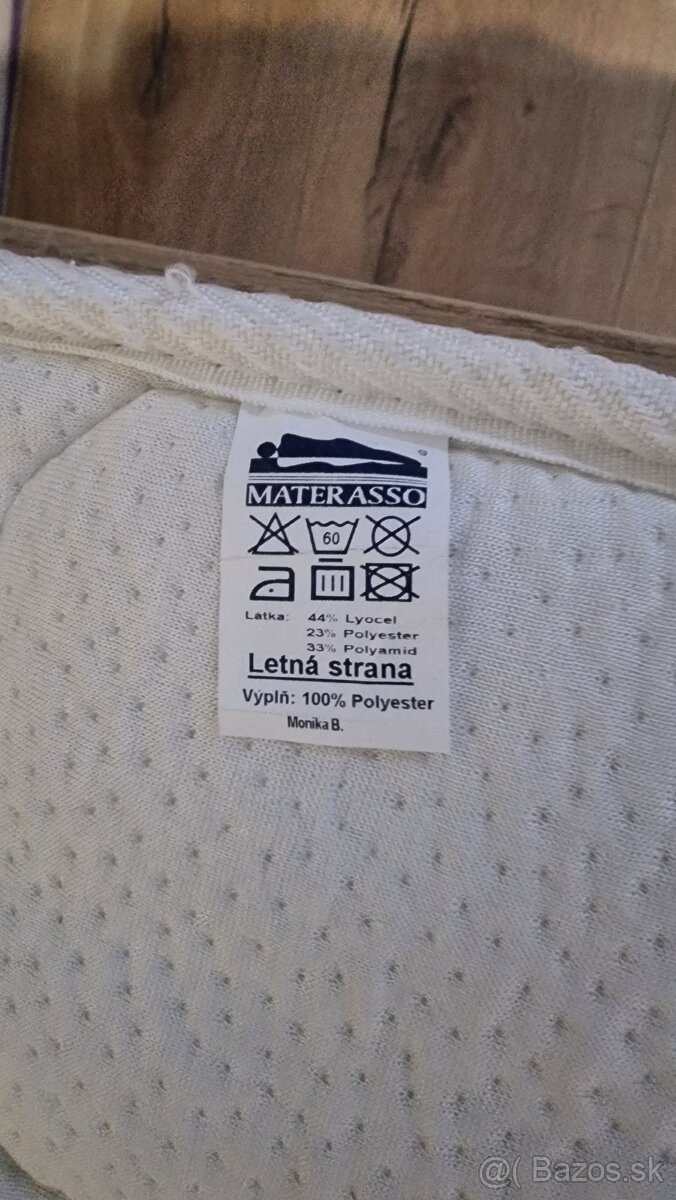 MATERASSO
60
Látka: 44% Lyocel
23% Polyester
33% Polyamid
Letná strana
Výplň: 100% Polyester
Monika B.
@( Bazos.sk